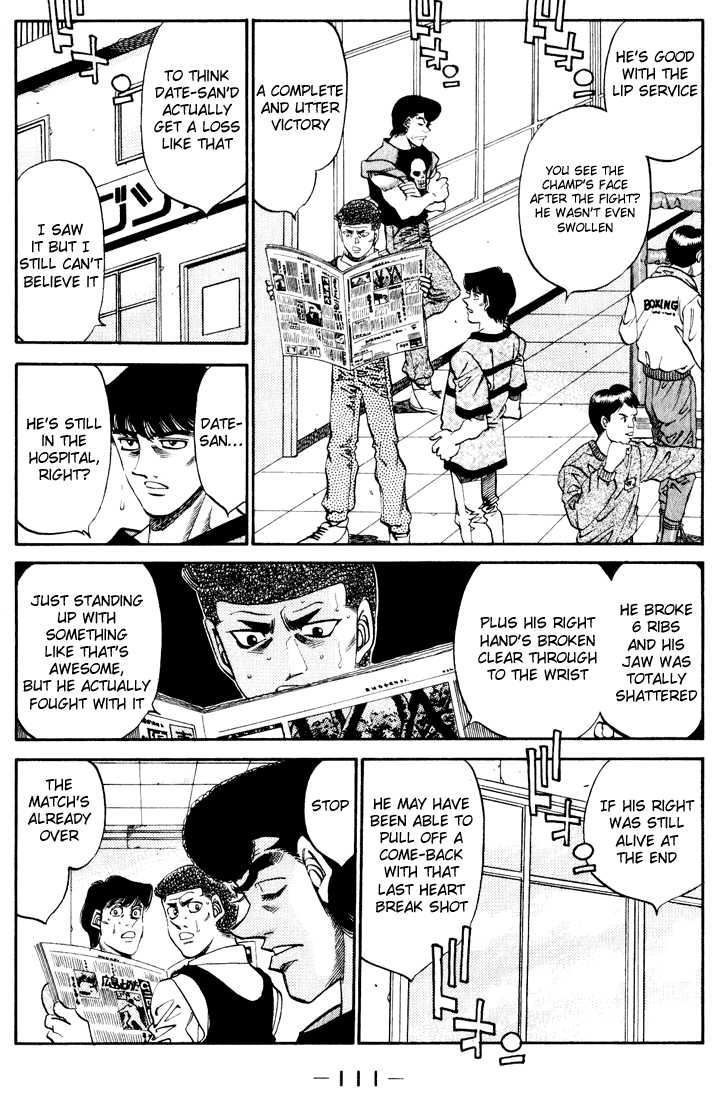 HE'S GOOD
WITH THE
LIP SERVICE
YOU SEE THE
CHAMP'S FACE
AFTER THE FIGHT?
HE WASN'T EVEN
SWOLLEN
A COMPLETE
AND UTTER
VICTORY
TO THINK
DATE-SAN'D
ACTUALLY
GET A LOSS
LIKE THAT
I SAW
IT BUT I
STILL CAN'T
BELIEVE IT
BOXING
DATE-
SAN...
HE'S STILL
IN THE
HOSPITAL,
RIGHT?
HE BROKE
6 RIBS
AND HIS
JAW WAS
TOTALLY
SHATTERED
PLUS HIS RIGHT
HAND'S BROKEN
CLEAR THROUGH
TO THE WRIST
JUST STANDING
UP WITH
SOMETHING
LIKE THAT'S
AWESOME,
BUT HE ACTUALLY
FOUGHT WITH IT
IF HIS RIGHT
WAS STILL
ALIVE AT
THE END
HE MAY HAVE
BEEN ABLE TO
PULL OFF A
COME-BACK
WITH THAT
LAST HEART
BREAK SHOT
STOP
THE
MATCH'S
ALREADY
OVER
—111—